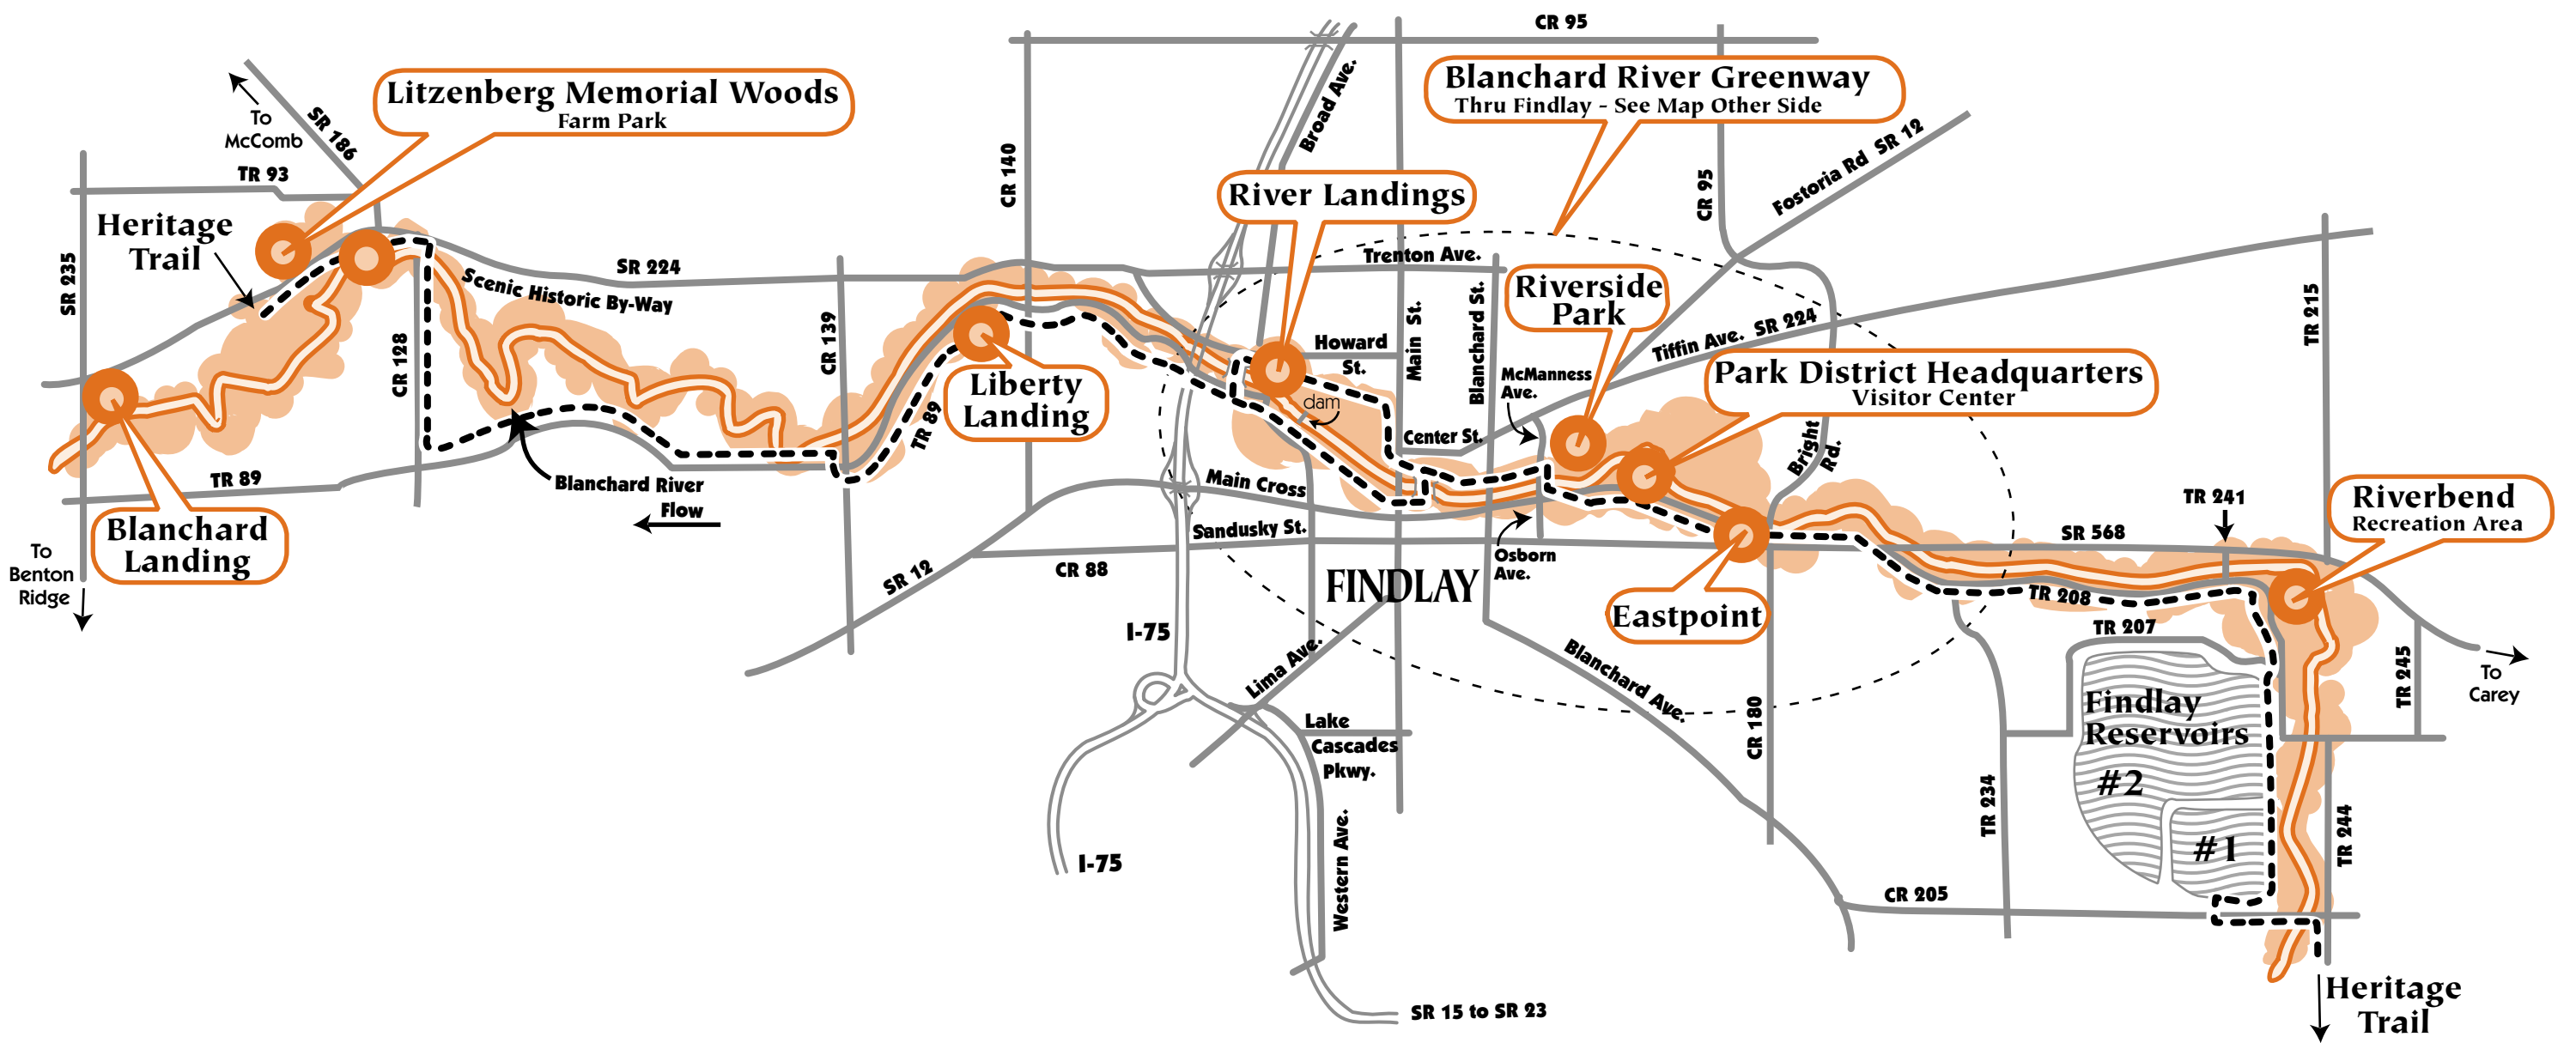 CR 95
Litzenberg Memorial Woods
Farm Park
Blanchard River Greenway
Thru Findlay - See Map Other Side
To
McComb
SR 186
TR 93
Heritage
Trail
SR 235
SR 224
Scenic Historic By-Way
CR 128
CR 139
CR 140
Broad Ave.
River Landings
CR 95
Fostoria Rd SR 12
Trenton Ave.
Riverside
Park
Main St.
Blanchard St.
Howard
St.
McManness
Ave.
Tiffin Ave. SR 224
TR 215
Park District Headquarters
Visitor Center
Liberty
Landing
TR 89
dam
Center St.
Bright
Rd.
Main Cross
Sandusky St.
TR 89
Blanchard River
Flow
Blanchard
Landing
To
Benton
Ridge
SR 12
CR 88
FINDLAY
Osborn
Ave.
Eastpoint
TR 241
SR 568
Riverbend
Recreation Area
TR 208
TR 207
I-75
Lima Ave.
Blanchard Ave.
CR 180
Lake
Cascades
Pkwy.
Findlay
Reservoirs
#2
#1
TR 245
To
Carey
TR 234
TR 244
I-75
Western Ave.
CR 205
SR 15 to SR 23
Heritage
Trail